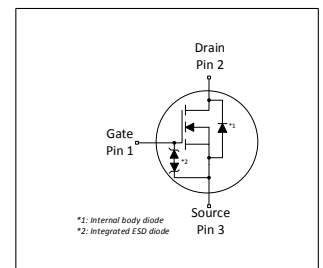 Drain
Pin 2
*1
Gate
Pin 1
*2
Source
Pin 3
*1: Internal body diode
*2: Integrated ESD diode